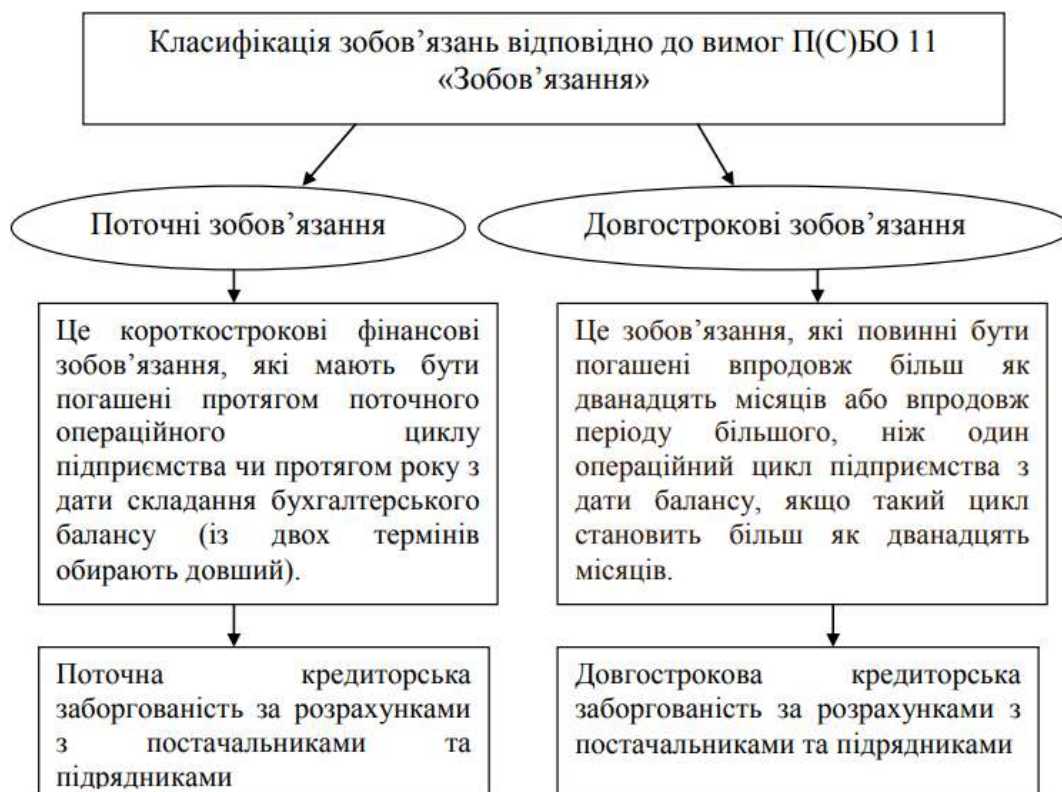 Класифікація зобов’язань відповідно до вимог П(С)БО 11
«Зобов’язання»
Поточні зобов’язання
Довгострокові зобов’язання
Це короткострокові фінансові
зобов’язання, які мають бути
погашені протягом поточного
операційного циклу
підприємства чи протягом року з
дати складання бухгалтерського
балансу (із двох термінів
обирають довший).
Це зобов’язання, які повинні бути
погашені впродовж більш як
дванадцять місяців або впродовж
періоду більшого, ніж один
операційний цикл підприємства з
дати балансу, якщо такий цикл
становить більш як дванадцять
місяців.
Поточна кредиторська
заборгованість за розрахунками
з постачальниками та
підрядниками
Довгострокова кредиторська
заборгованість за розрахунками з
постачальниками та підрядниками